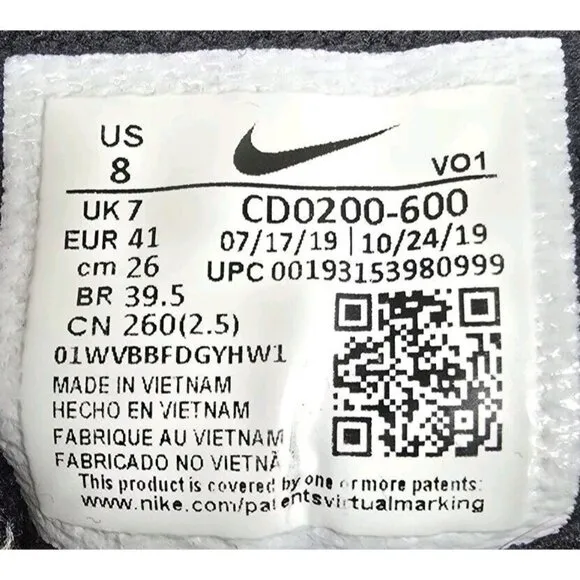 US
8
VO1
UK 7
CD0200-600
EUR 41
07/17/19 | 10/24/19
cm 26
UPC 00193153980999
BR 39.5
CN 260(2.5)
01WVBBFDGYHW1
MADE IN VIETNAM
HECHO EN VIETNAM
FABRIQUE AU VIETNAM
FABRICADO NO VIETNÃ
This product is covered by one or more patents:
www.nike.com/patentsvirtualmarking